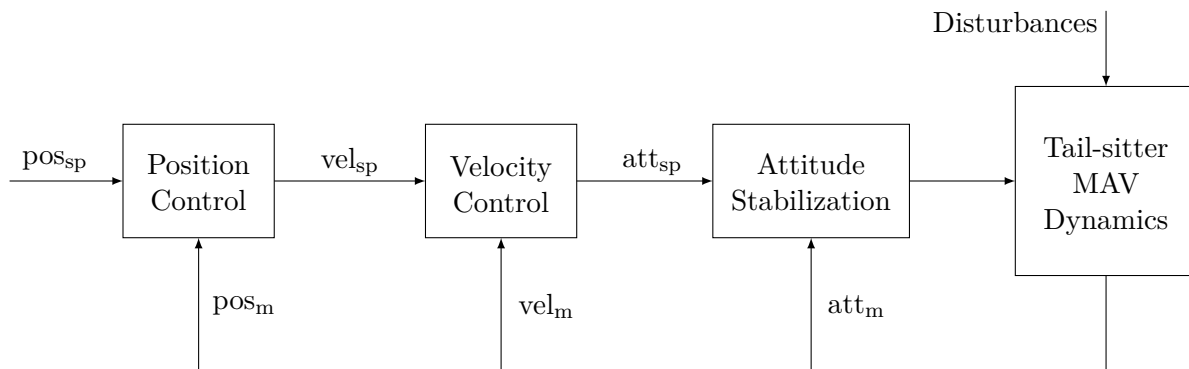 Disturbances
pos_sp
Position
Control
vel_sp
Velocity
Control
att_sp
Attitude
Stabilization
Tail-sitter
MAV
Dynamics
pos_m
vel_m
att_m